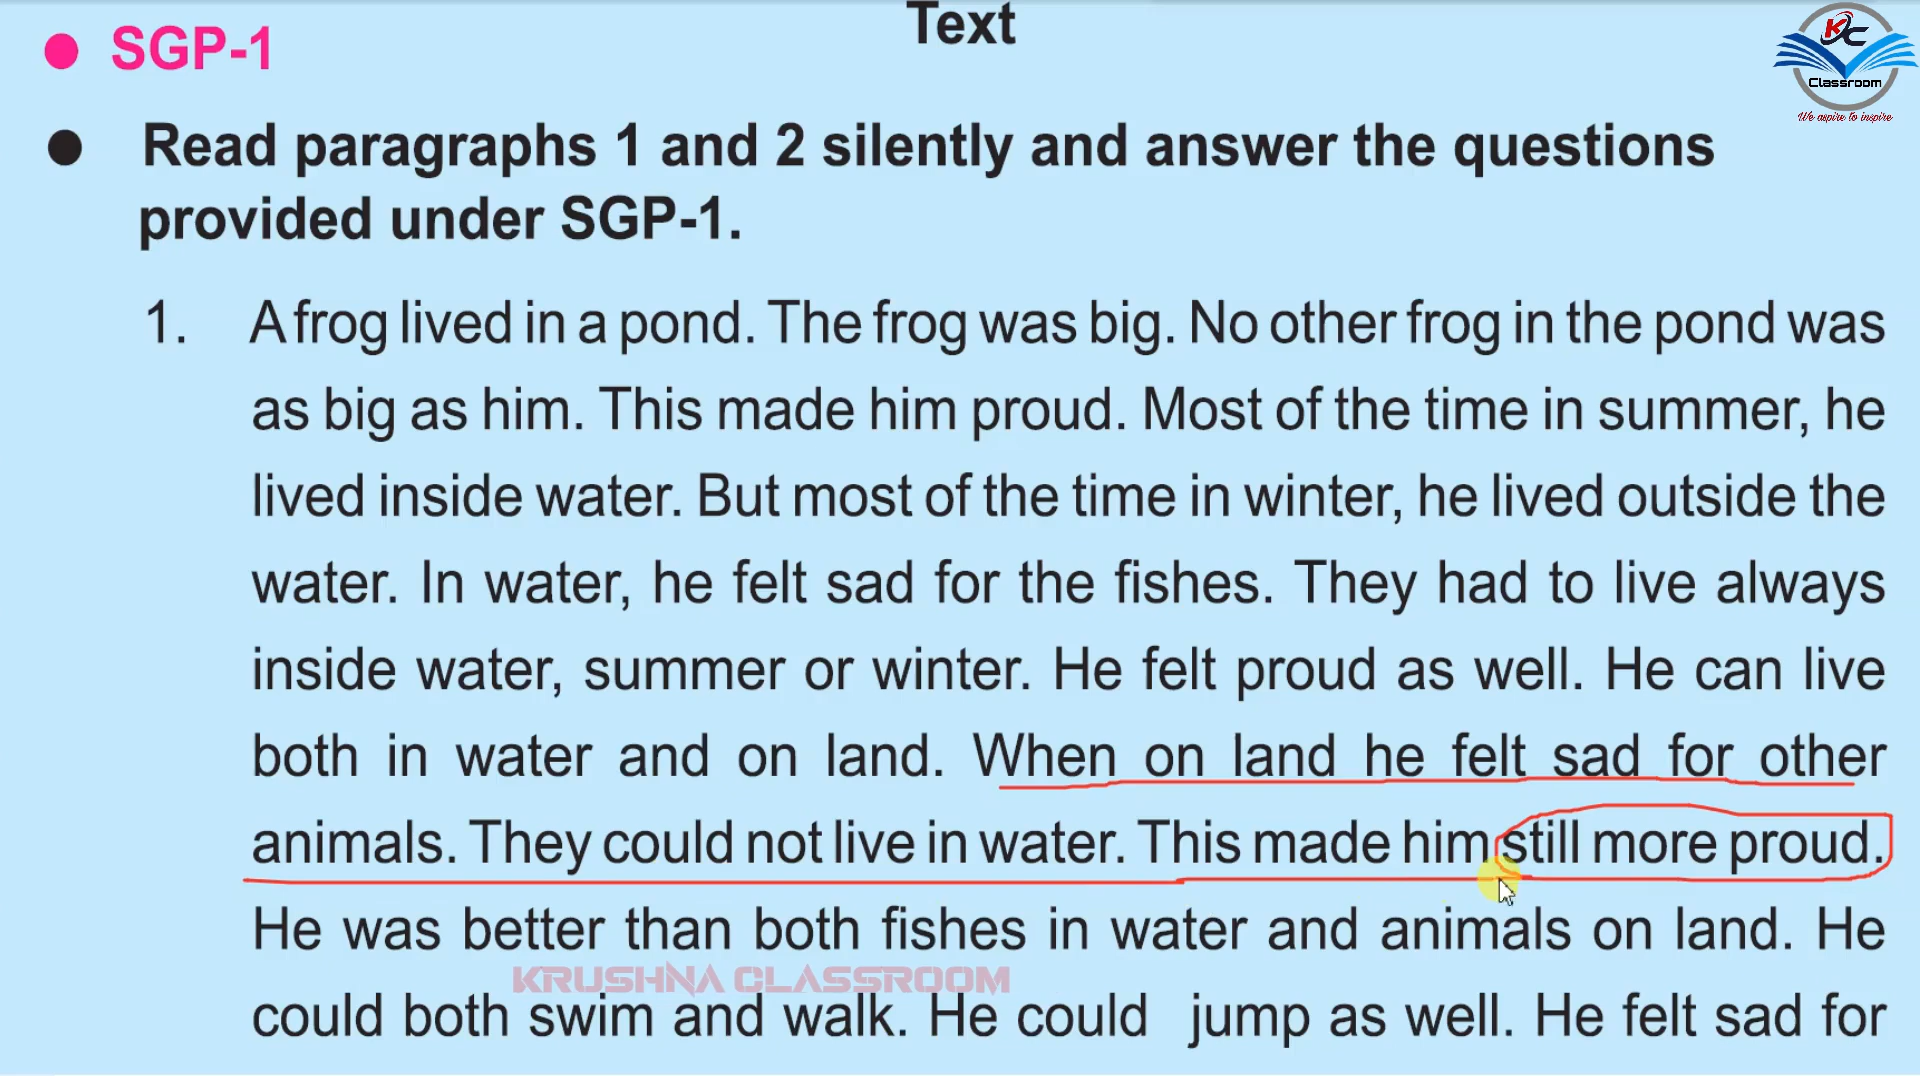 Text
KC
Classroom
We aspire to inspire
● SGP-1
● Read paragraphs 1 and 2 silently and answer the questions
provided under SGP-1.
1. A frog lived in a pond. The frog was big. No other frog in the pond was
as big as him. This made him proud. Most of the time in summer, he
lived inside water. But most of the time in winter, he lived outside the
water. In water, he felt sad for the fishes. They had to live always
inside water, summer or winter. He felt proud as well. He can live
both in water and on land. When on land he felt sad for other
animals. They could not live in water. This made him still more proud.
He was better than both fishes in water and animals on land. He
KRUSHNA CLASSROOM
could both swim and walk. He could jump as well. He felt sad for